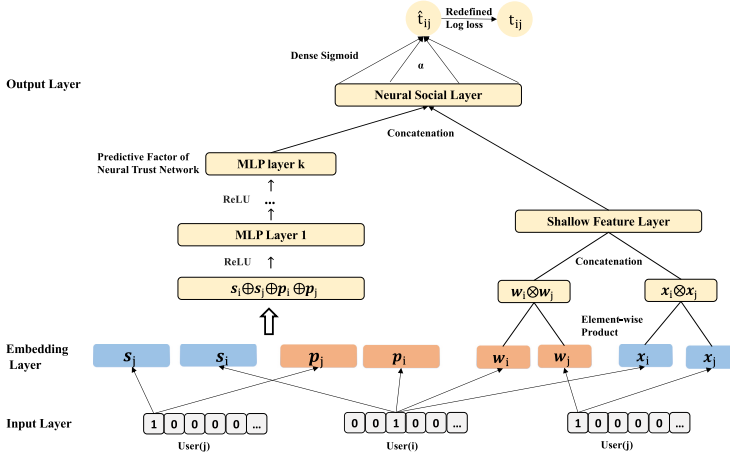 t̂ij
Redefined
Log loss
tij
Dense Sigmoid
α
Output Layer
Neural Social Layer
Concatenation
Predictive Factor of
Neural Trust Network
MLP layer k
ReLU
...
MLP Layer 1
Shallow Feature Layer
ReLU
Concatenation
si⊕sj⊕pi⊕pj
wi⊗wj
xi⊗xj
Element-wise
Product
Embedding
Layer
sj
si
pj
pi
wi
wj
xi
xj
Input Layer
1 0 0 0 0 ...
0 0 1 0 0 ...
1 0 0 0 0 ...
User(j)
User(i)
User(j)